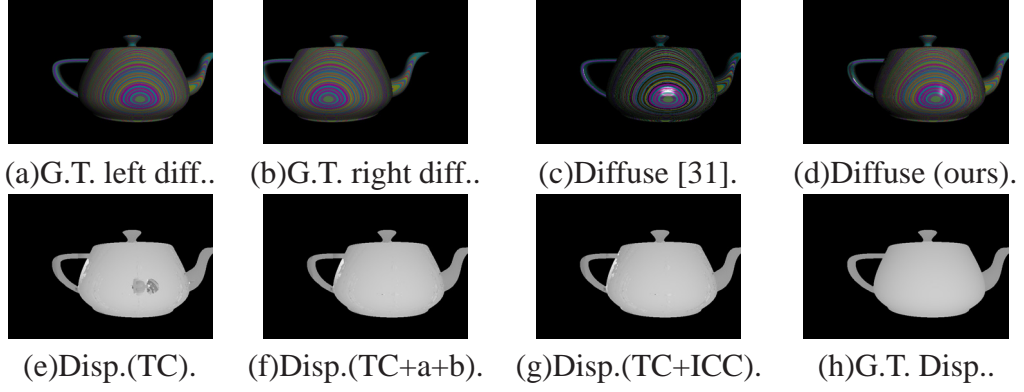 (a)G.T. left diff.. (b)G.T. right diff.. (c)Diffuse [31]. (d)Diffuse (ours).
(e)Disp.(TC). (f)Disp.(TC+a+b). (g)Disp.(TC+ICC). (h)G.T. Disp..